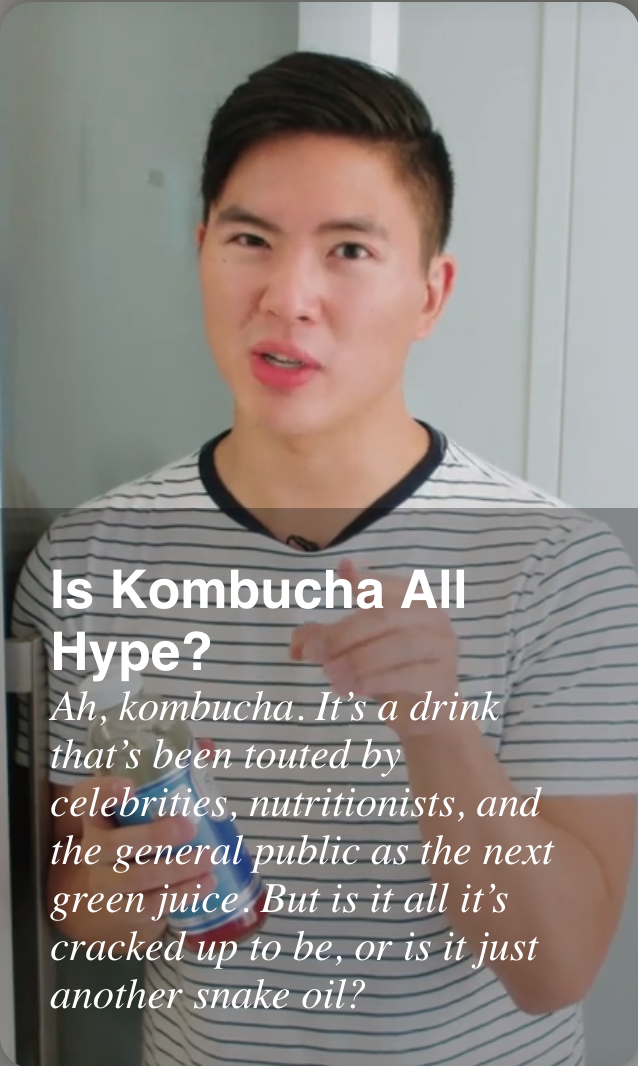 Is Kombucha All
Hype?
Ah, kombucha. It’s a drink
that’s been touted by
celebrities, nutritionists, and
the general public as the next
green juice. But is it all it’s
cracked up to be, or is it just
another snake oil?